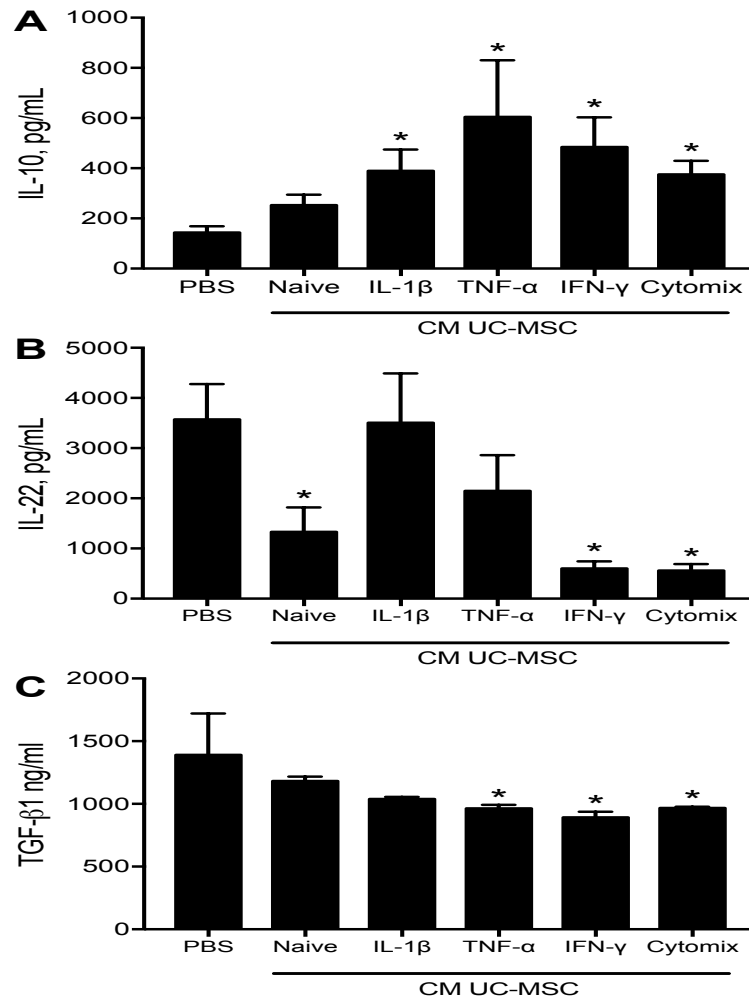 A
IL-10, pg/mL
1000
800
600
400
200
0
* * * *
PBS Naive IL-1β TNF-α IFN-γ Cytomix
CM UC-MSC
B
IL-22, pg/mL
5000
4000
3000
2000
1000
0
* * *
PBS Naive IL-1β TNF-α IFN-γ Cytomix
CM UC-MSC
C
TGF-β1 ng/ml
2000
1500
1000
500
0
* * *
PBS Naive IL-1β TNF-α IFN-γ Cytomix
CM UC-MSC